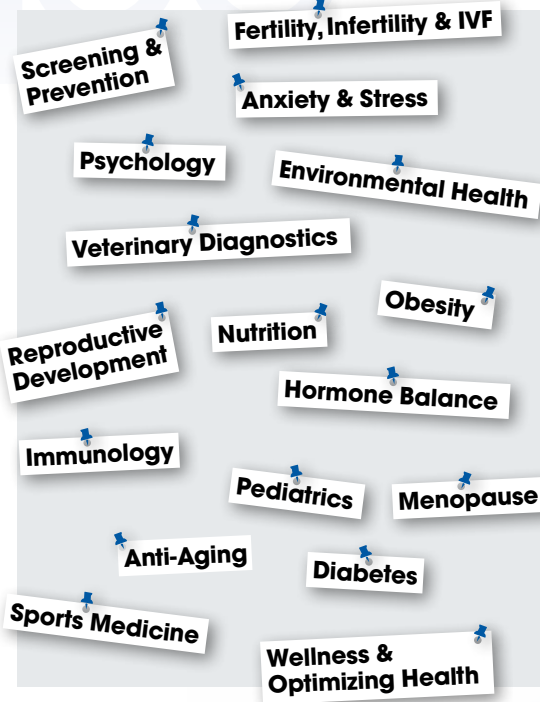 Fertility, Infertility & IVF
Screening &
Prevention
Anxiety & Stress
Psychology
Environmental Health
Veterinary Diagnostics
Obesity
Reproductive
Development
Nutrition
Hormone Balance
Immunology
Pediatrics
Menopause
Anti-Aging
Diabetes
Sports Medicine
Wellness &
Optimizing Health